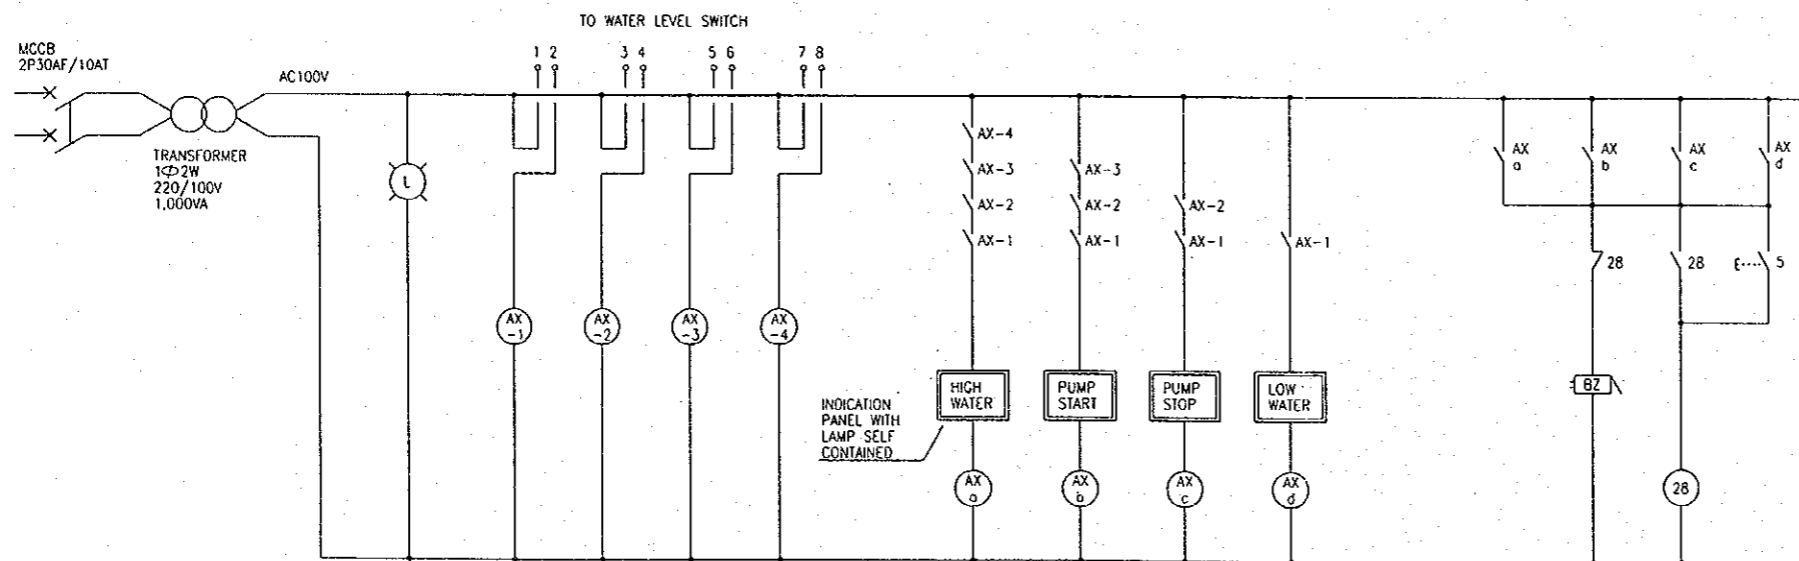 TO WATER LEVEL SWITCH
MCCB
2P30AF/10AT
1 2
3 4
5 6
7 8
AC100V
TRANSFORMER
1Φ2W
220/100V
1,000VA
L
AX-4
AX-3
AX-2
AX-1
AX-3
AX-2
AX-1
AX-2
AX-1
AX-1
AX
a
AX
b
AX
c
AX
d
28
28
E
5
AX
-1
AX
-2
AX
-3
AX
-4
INDICATION
PANEL WITH
LAMP SELF
CONTAINED
HIGH
WATER
PUMP
START
PUMP
STOP
LOW
WATER
BZ
AX
a
AX
b
AX
c
AX
d
28